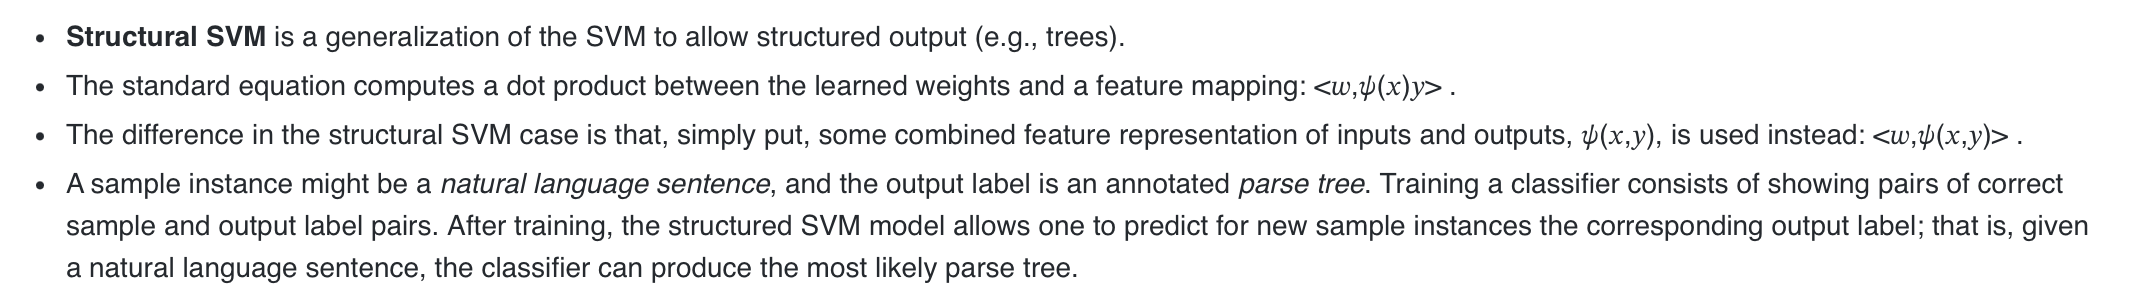 • Structural SVM is a generalization of the SVM to allow structured output (e.g., trees).
• The standard equation computes a dot product between the learned weights and a feature mapping: <w,ψ(x)y> .
• The difference in the structural SVM case is that, simply put, some combined feature representation of inputs and outputs, ψ(x,y), is used instead: <w,ψ(x,y)> .
• A sample instance might be a natural language sentence, and the output label is an annotated parse tree. Training a classifier consists of showing pairs of correct
sample and output label pairs. After training, the structured SVM model allows one to predict for new sample instances the corresponding output label; that is, given
a natural language sentence, the classifier can produce the most likely parse tree.